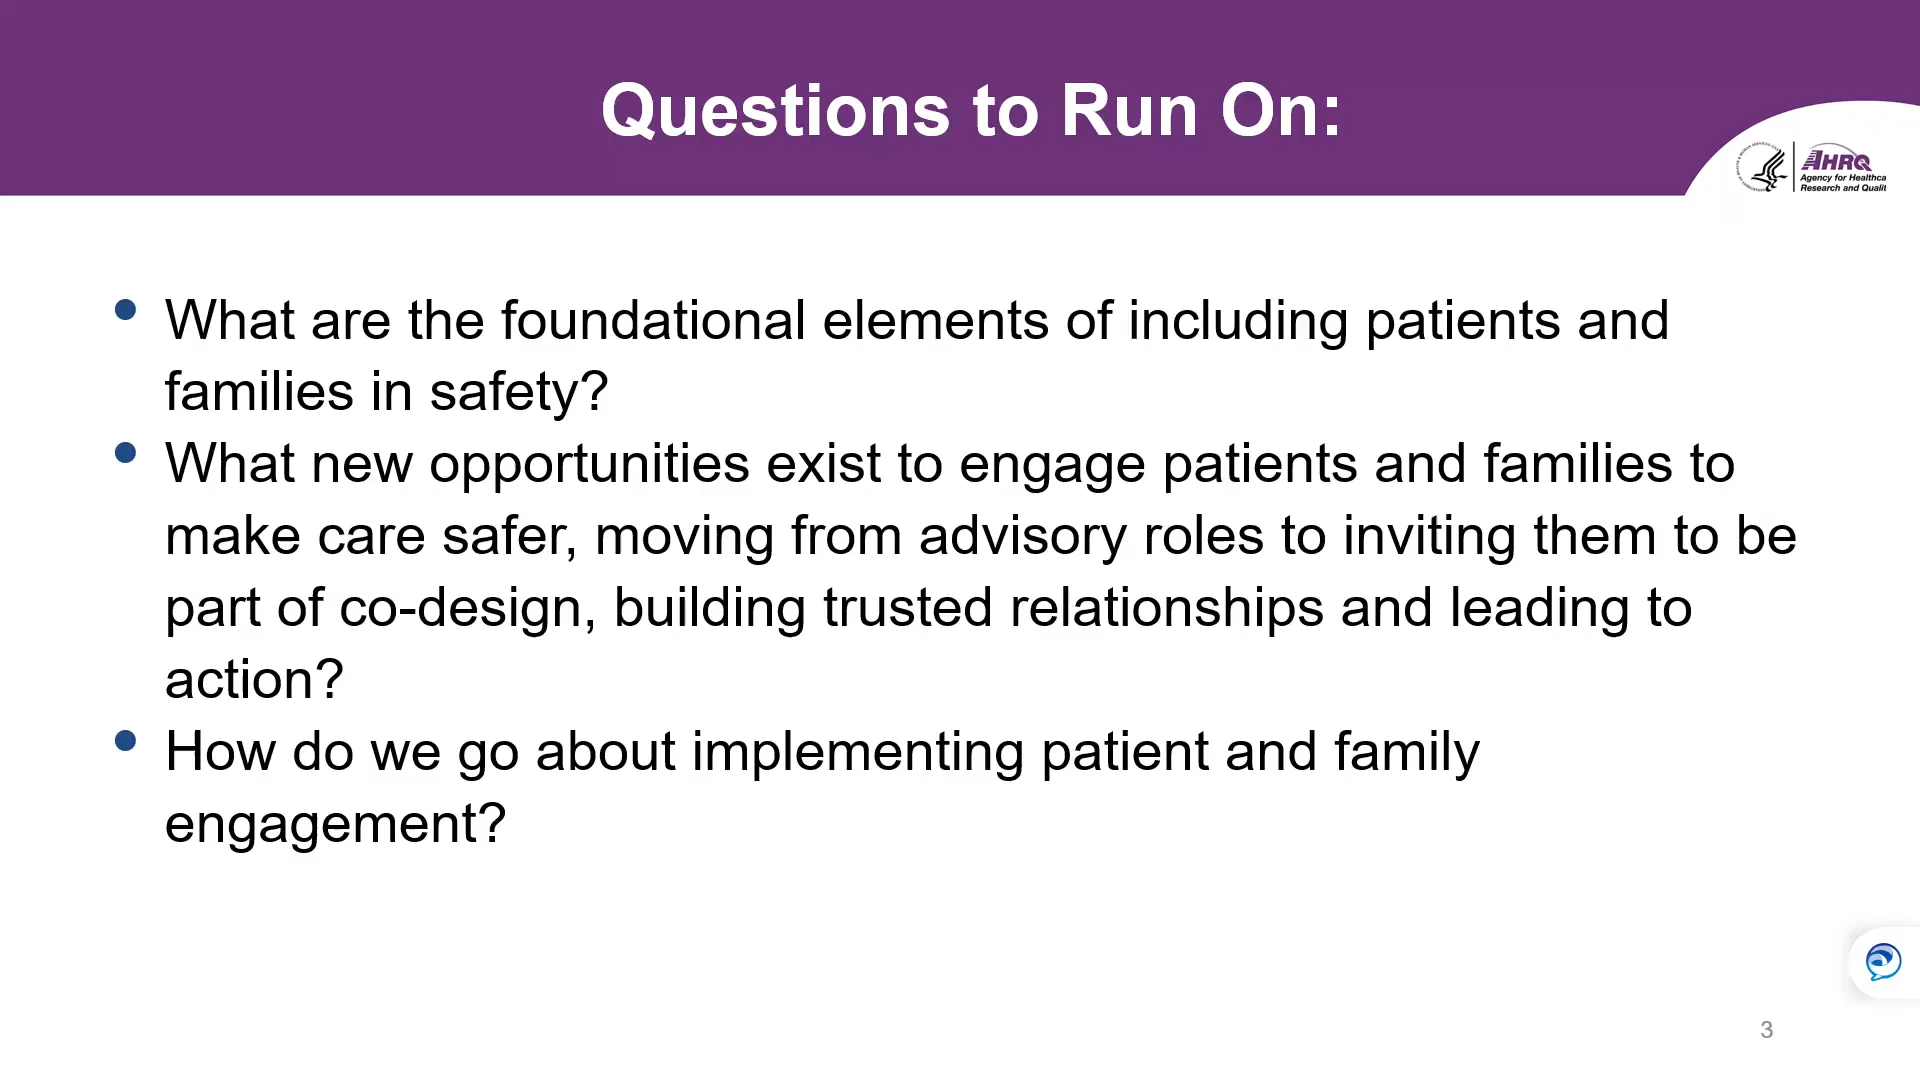 Questions to Run On:
AHRQ
Agency for Healthca
Research and Qualit
• What are the foundational elements of including patients and
families in safety?
• What new opportunities exist to engage patients and families to
make care safer, moving from advisory roles to inviting them to be
part of co-design, building trusted relationships and leading to
action?
• How do we go about implementing patient and family
engagement?
3